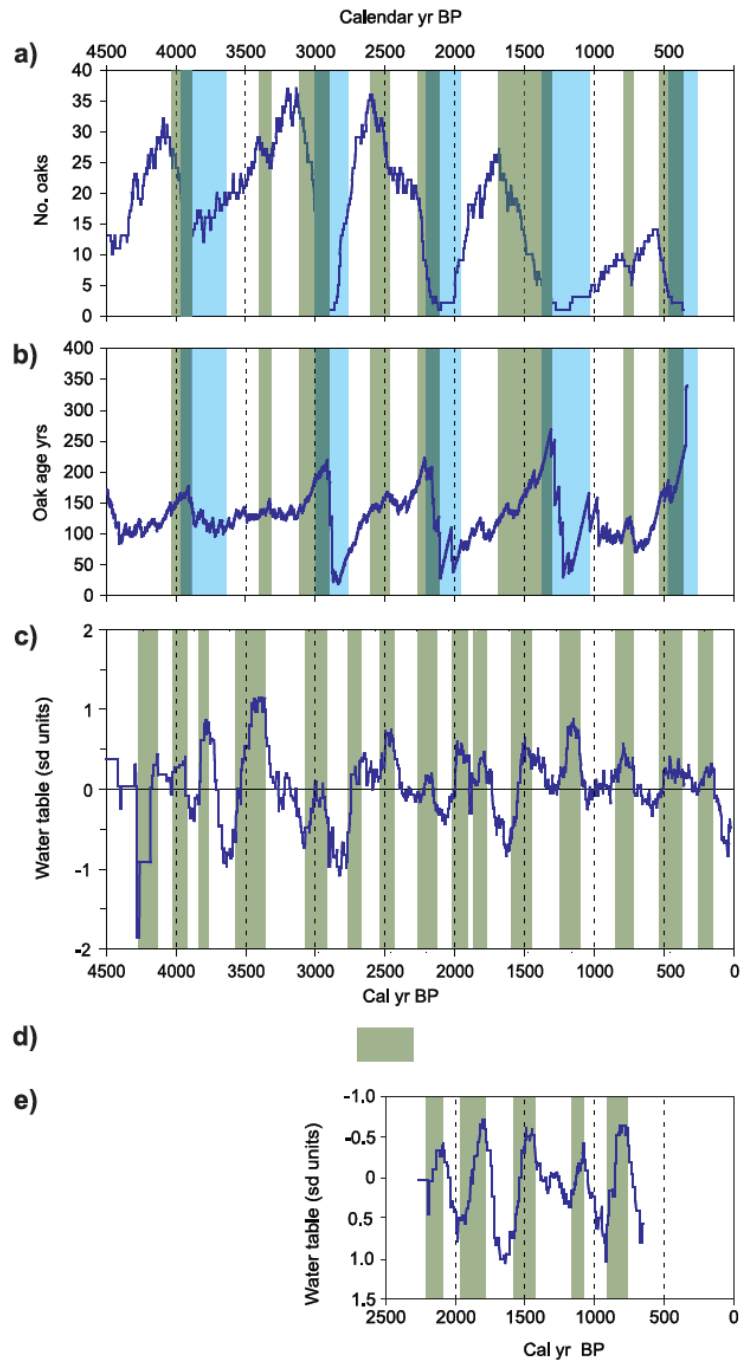 Calendar yr BP
4500 4000 3500 3000 2500 2000 1500 1000 500
a)
40
35
30
25
20
15
10
5
0
No. oaks
b)
400
350
300
250
200
150
100
50
0
Oak age yrs
c)
2
1
0
-1
-2
Water table (sd units)
4500 4000 3500 3000 2500 2000 1500 1000 500 0
Cal yr BP
d)
e)
-1.0
-0.5
0
0.5
1.0
1.5
Water table (sd units)
2500 2000 1500 1000 500 0
Cal yr BP